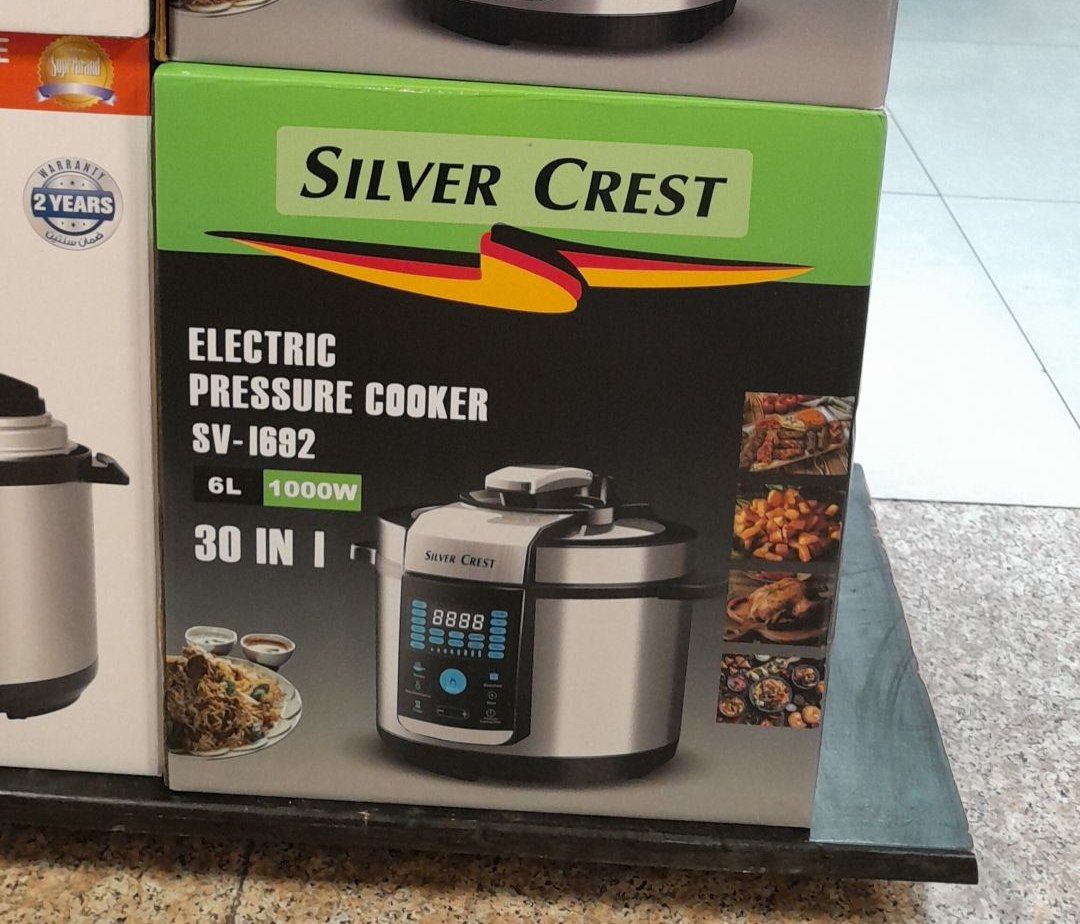 E
SuperBrand
WARRANTY
2 YEARS
ضمان سنتين
SILVER CREST
ELECTRIC
PRESSURE COOKER
SV-1692
6L 1000W
30 IN 1
SILVER CREST
8888